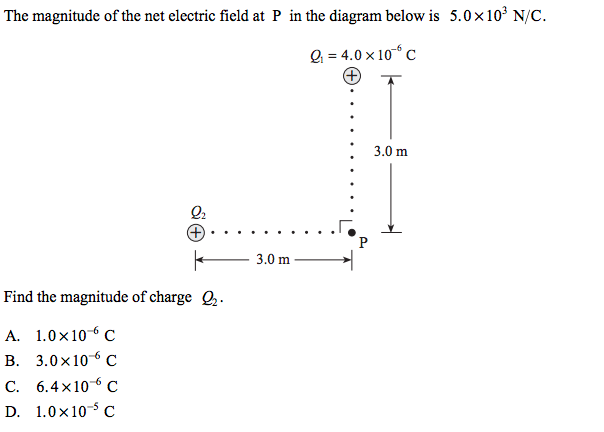 The magnitude of the net electric field at P in the diagram below is 5.0×10³ N/C.
Q₁ = 4.0 × 10⁻⁶ C
+
3.0 m
Q₂
+
P
3.0 m
Find the magnitude of charge Q₂.
A. 1.0×10⁻⁶ C
B. 3.0×10⁻⁶ C
C. 6.4×10⁻⁶ C
D. 1.0×10⁻⁵ C